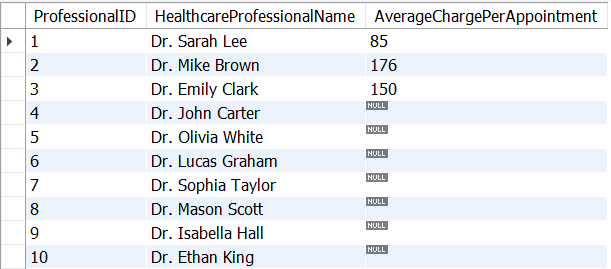 ProfessionalID HealthcareProfessionalName AverageChargePerAppointment
1 Dr. Sarah Lee 85
2 Dr. Mike Brown 176
3 Dr. Emily Clark 150
4 Dr. John Carter NULL
5 Dr. Olivia White NULL
6 Dr. Lucas Graham NULL
7 Dr. Sophia Taylor NULL
8 Dr. Mason Scott NULL
9 Dr. Isabella Hall NULL
10 Dr. Ethan King NULL